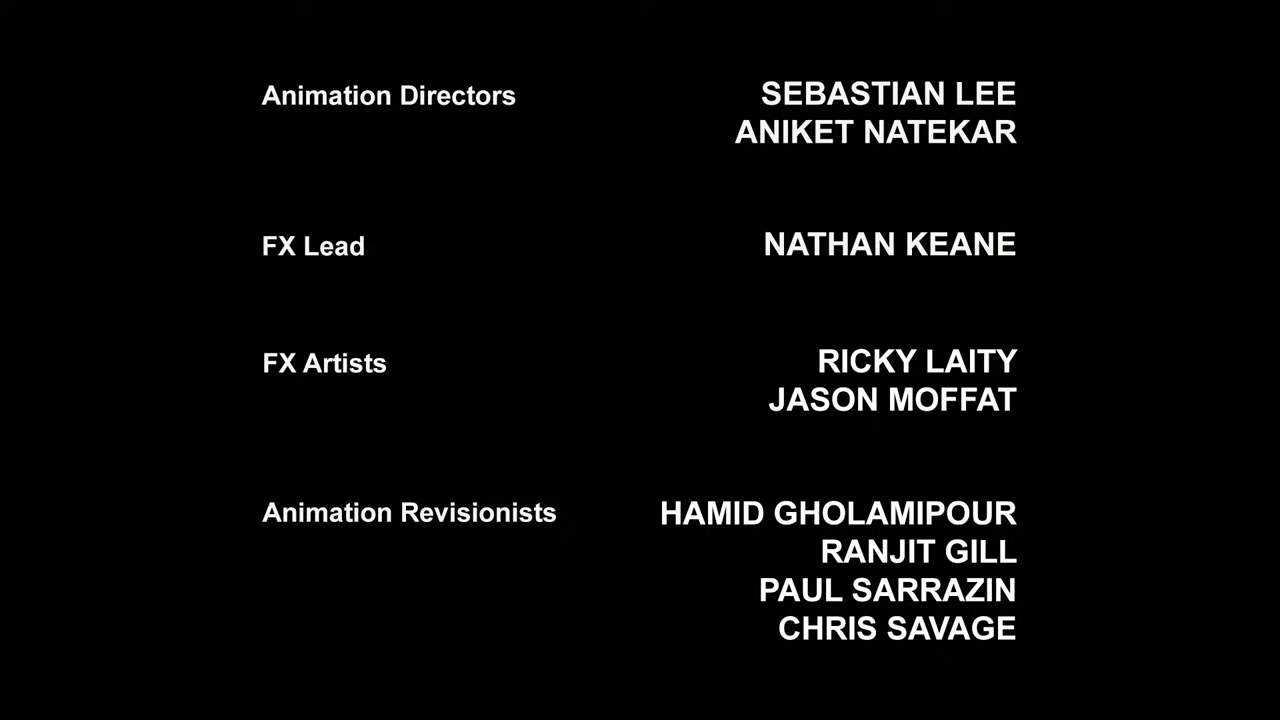 Animation Directors SEBASTIAN LEE
ANIKET NATEKAR
FX Lead NATHAN KEANE
FX Artists RICKY LAITY
JASON MOFFAT
Animation Revisionists HAMID GHOLAMIPOUR
RANJIT GILL
PAUL SARRAZIN
CHRIS SAVAGE